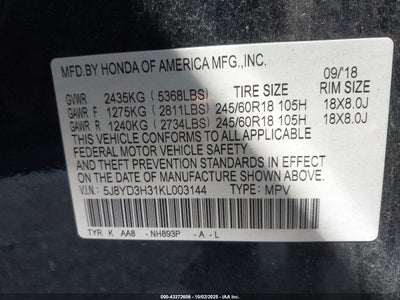 MFD.BY HONDA OF AMERICA MFG.,INC.
09/'18
TIRE SIZE RIM SIZE
GVWR 2435KG (5368LBS)
GAWR F 1275KG (2811LBS) 245/60R18 105H 18X8.0J
GAWR R 1240KG (2734LBS) 245/60R18 105H 18X8.0J
THIS VEHICLE CONFORMS TO ALL APPLICABLE
FEDERAL MOTOR VEHICLE SAFETY
AND THEFT PREVENTION STANDARDS IN EFFECT
ON THE DATE OF MANUFACTURE SHOWN ABOVE.
V.I.N: 5J8YD3H31KL003144 TYPE: MPV
TYR K AA8 -NH893P -A-L
000-43372606 - 10/02/2025 - USA